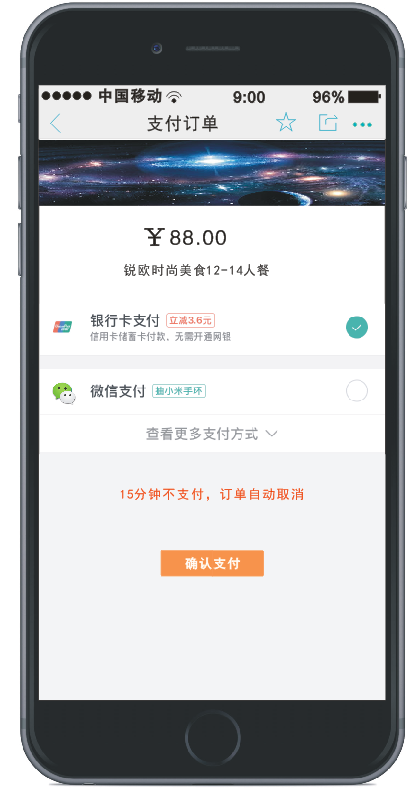 中国移动 9:00 96%
支付订单
¥88.00
锐欧时尚美食12-14人餐
银行卡支付 立减3.6元
信用卡储蓄卡付款，无需开通网银
微信支付 抽小米手环
查看更多支付方式
15分钟不支付，订单自动取消
确认支付